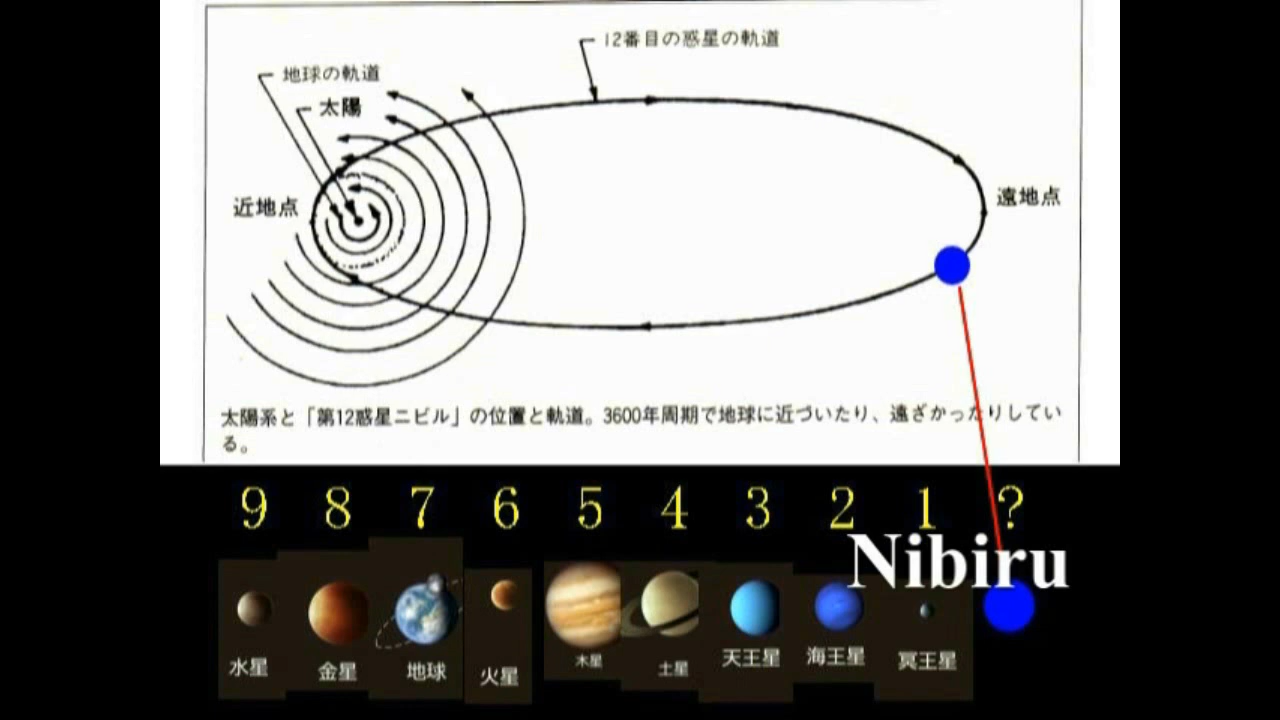 12番目の惑星の軌道
地球の軌道
太陽
近地点
遠地点
太陽系と「第12惑星ニビル」の位置と軌道。3600年周期で地球に近づいたり、遠ざかったりしてい
る。
9 8 7 6 5 4 3 2 1 ?
Nibiru
水星 金星 地球 火星 木星 土星 天王星 海王星 冥王星